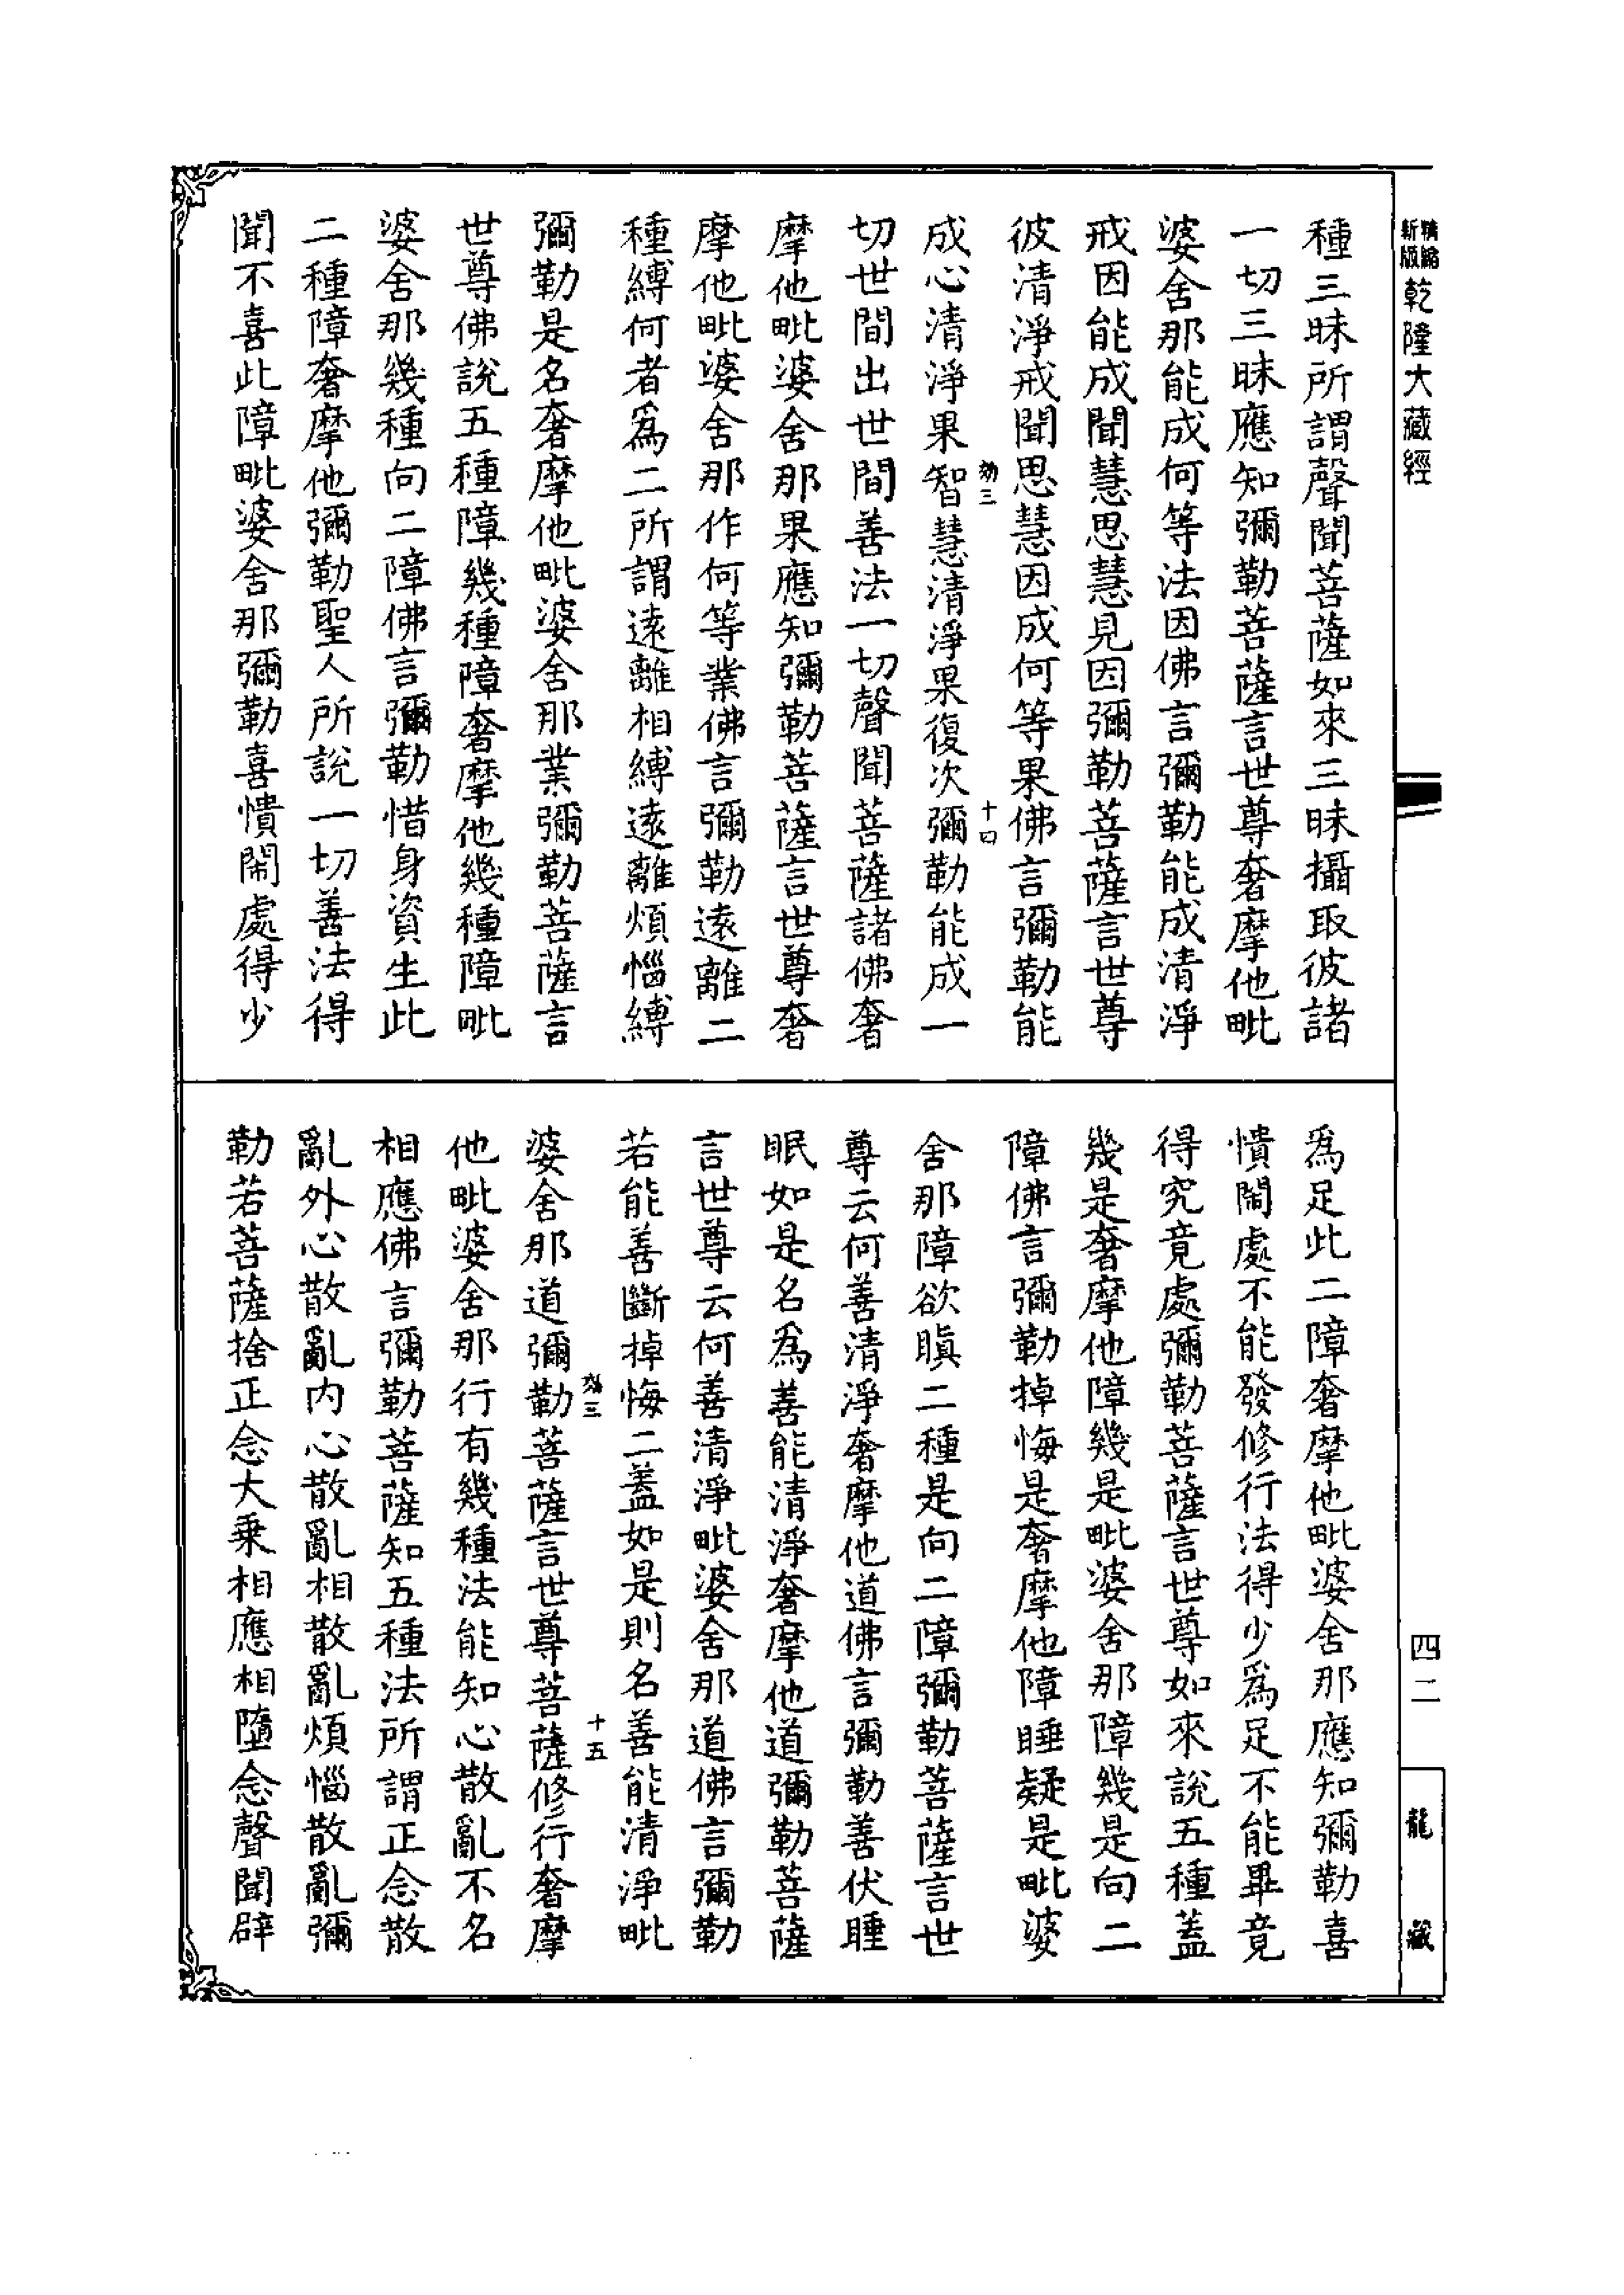 精縮新版乾隆大藏經
種三昧所謂聲聞菩薩如來三昧攝取彼諸
一切三昧應知彌勒菩薩言世尊奢摩他毗
婆舍那能成何等法因佛言彌勒能成清淨
戒因能成聞慧思慧見因彌勒菩薩言世尊
彼清淨戒聞思慧因成何等果佛言彌勒能
効三 十四
成心清淨果智慧清淨果復次彌勒能成一
切世間出世間善法一切聲聞菩薩諸佛奢
摩他毗婆舍那果應知彌勒菩薩言世尊奢
摩他毗婆舍那作何等業佛言彌勒遠離二
種縛何者爲二所謂遠離相縛遠離煩惱縛
彌勒是名奢摩他毗婆舍那業彌勒菩薩言
世尊佛說五種障幾種障奢摩他幾種障毗
婆舍那幾種向二障佛言彌勒惜身資生此
二種障奢摩他彌勒聖人所說一切善法得
聞不喜此障毗婆舍那彌勒喜憒閙處得少
爲足此二障奢摩他毗婆舍那應知彌勒喜
憒閙處不能發修行法得少爲足不能畢竟
得究竟處彌勒菩薩言世尊如來說五種蓋
幾是奢摩他障幾是毗婆舍那障幾是向二
障佛言彌勒掉悔是奢摩他障睡疑是毗婆
舍那障欲瞋二種是向二障彌勒菩薩言世
尊云何善清淨奢摩他道佛言彌勒善伏睡
眠如是名爲善能清淨奢摩他道彌勒菩薩
言世尊云何善清淨毗婆舍那道佛言彌勒
若能善斷掉悔二蓋如是則名善能清淨毗
効三 十五
婆舍那道彌勒菩薩言世尊菩薩修行奢摩
他毗婆舍那行有幾種法能知心散亂不名
相應佛言彌勒菩薩知五種法所謂正念散
亂外心散亂内心散亂相散亂煩惱散亂彌
勒若菩薩捨正念大乗相應相墮念聲聞辟
四二
龍藏